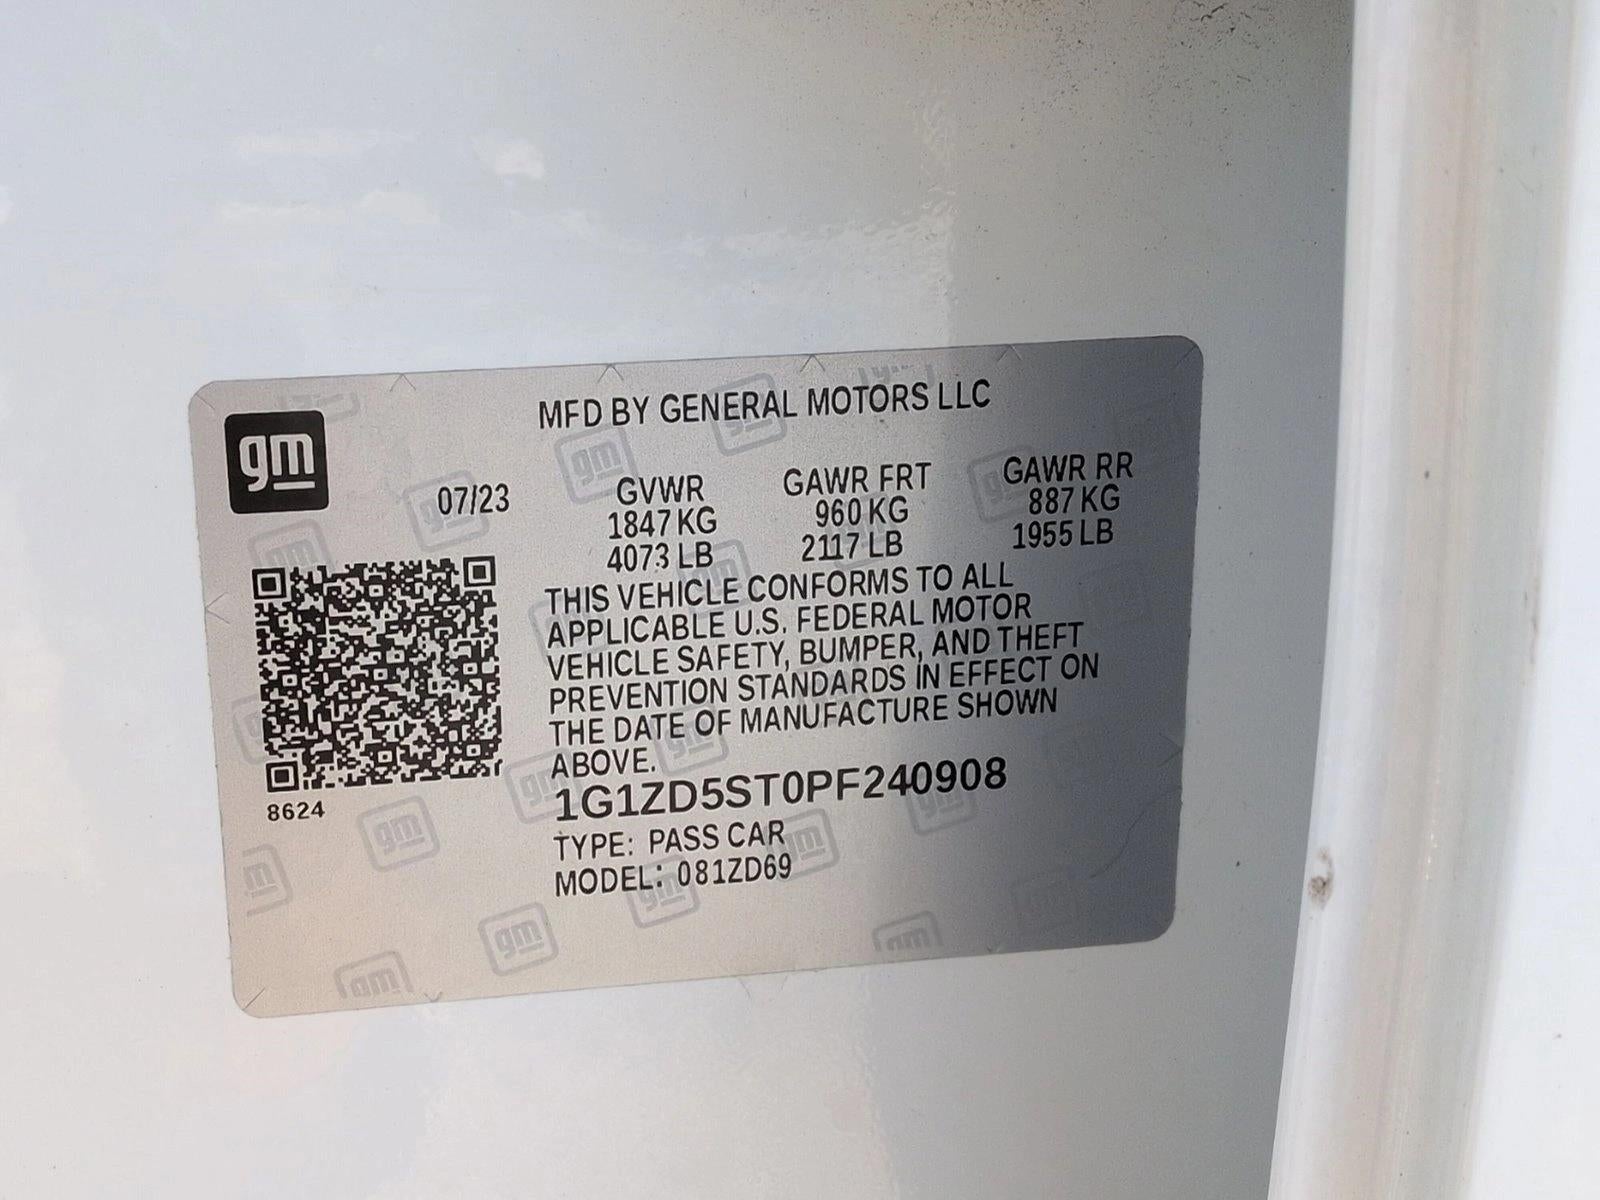 gm
MFD BY GENERAL MOTORS LLC
07/23 GVWR GAWR FRT GAWR RR
1847 KG 960 KG 887 KG
4073 LB 2117 LB 1955 LB
THIS VEHICLE CONFORMS TO ALL
APPLICABLE U.S. FEDERAL MOTOR
VEHICLE SAFETY, BUMPER, AND THEFT
PREVENTION STANDARDS IN EFFECT ON
THE DATE OF MANUFACTURE SHOWN
ABOVE.
8624
1G1ZD5ST0PF240908
TYPE: PASS CAR
MODEL: 081ZD69